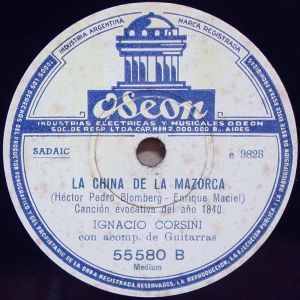 INDUSTRIA ARGENTINA
MARCA REGISTRADA
Odeon
INDUSTRIAS ELECTRICAS Y MUSICALES ODEON
SOC. DE RESP. LTDA. CAP. M$N 2.000.000 Bs. AIRES
SADAIC
e 9828
LA CHINA DE LA MAZORCA
(Héctor Pedro Blomberg - Enrique Maciel)
Canción evocativa del año 1840
IGNACIO CORSINI
con acomp. de Guitarras
55580 B
Medium